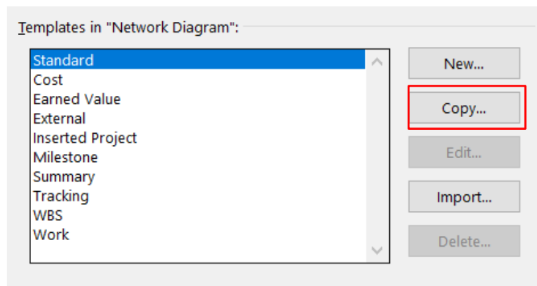 Templates in "Network Diagram":
Standard
Cost
Earned Value
External
Inserted Project
Milestone
Summary
Tracking
WBS
Work
New...
Copy...
Edit...
Import...
Delete...